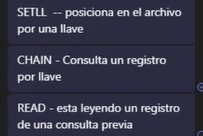 SETLL -- posiciona en el archivo
por una llave
CHAIN - Consulta un registro
por llave
READ - esta leyendo un registro
de una consulta previa